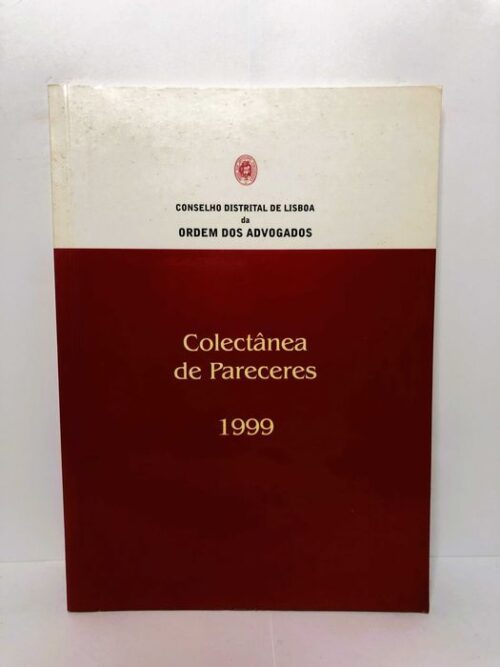 CONSELHO DISTRITAL DE LISBOA
da
ORDEM DOS ADVOGADOS
Colectânea
de Pareceres
1999